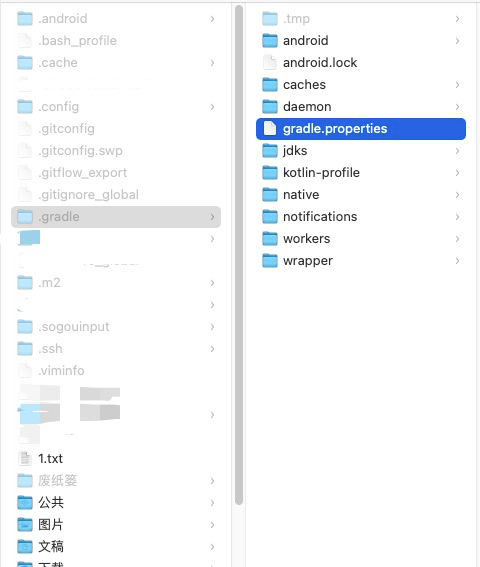 .android
.bash_profile
.cache
.config
.gitconfig
.gitconfig.swp
.gitflow_export
.gitignore_global
.gradle
.m2
.sogouinput
.ssh
.viminfo
1.txt
废纸篓
公共
图片
文稿
下载
.tmp
android
android.lock
caches
daemon
gradle.properties
jdks
kotlin-profile
native
notifications
workers
wrapper